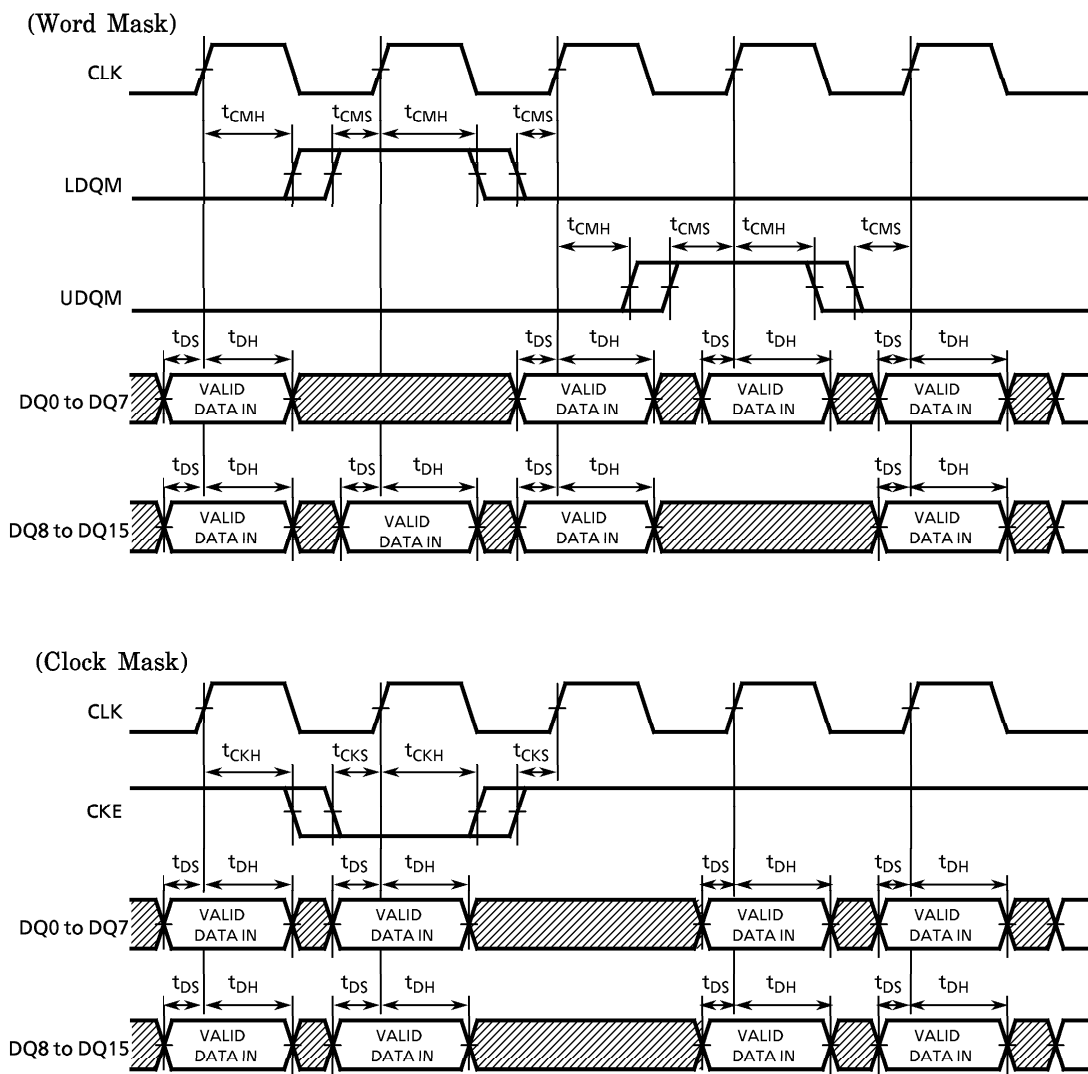 (Word Mask)
CLK
tCMH tCMS tCMH tCMS
LDQM
tCMH tCMS tCMH tCMS
UDQM
tDS tDH tDS tDH tDS tDH tDS tDH
DQ0 to DQ7 VALID DATA IN VALID DATA IN VALID DATA IN VALID DATA IN
tDS tDH tDS tDH tDS tDH tDS tDH
DQ8 to DQ15 VALID DATA IN VALID DATA IN VALID DATA IN VALID DATA IN
(Clock Mask)
CLK
tCKH tCKS tCKH tCKS
CKE
tDS tDH tDS tDH tDS tDH tDS tDH
DQ0 to DQ7 VALID DATA IN VALID DATA IN VALID DATA IN VALID DATA IN
tDS tDH tDS tDH tDS tDH tDS tDH
DQ8 to DQ15 VALID DATA IN VALID DATA IN VALID DATA IN VALID DATA IN